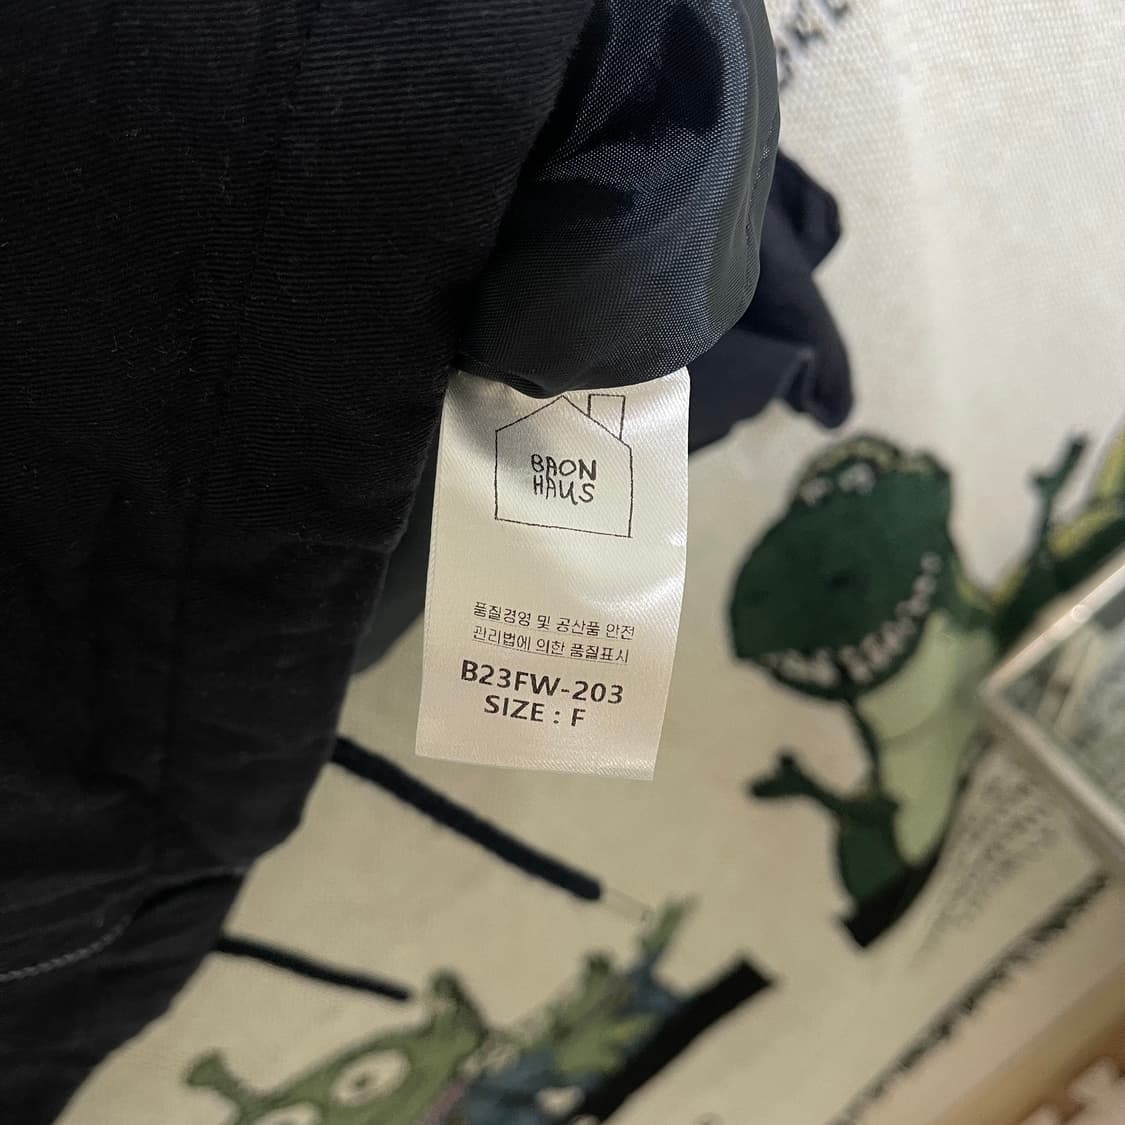 BAON
HAUS
품질경영 및 공산품 안전
관리법에 의한 품질표시
B23FW-203
SIZE : F